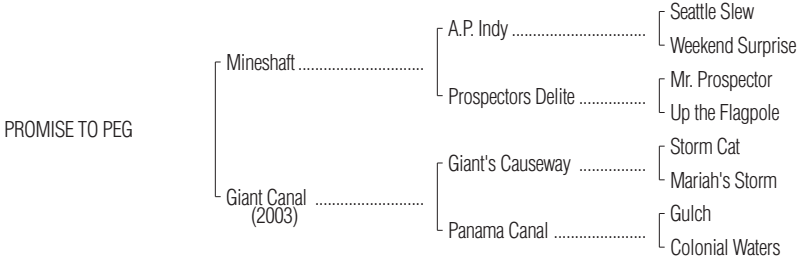 Seattle Slew
A.P. Indy ................................
Weekend Surprise
Mineshaft ..............................
Mr. Prospector
Prospectors Delite ................
Up the Flagpole
PROMISE TO PEG
Storm Cat
Giant's Causeway ................
Mariah's Storm
Giant Canal ..........................
(2003)
Gulch
Panama Canal ......................
Colonial Waters